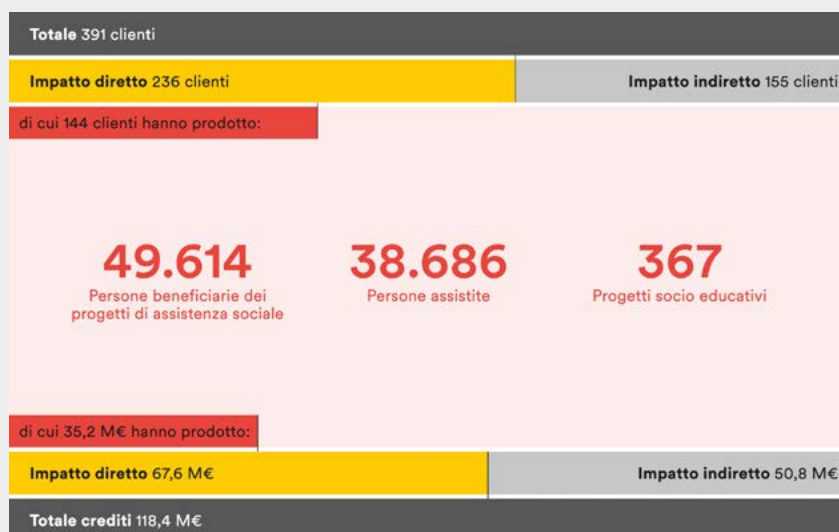 Totale 391 clienti
Impatto diretto 236 clienti
Impatto indiretto 155 clienti
di cui 144 clienti hanno prodotto:
49.614
Persone beneficiarie dei
progetti di assistenza sociale
38.686
Persone assistite
367
Progetti socio educativi
di cui 35,2 M€ hanno prodotto:
Impatto diretto 67,6 M€
Impatto indiretto 50,8 M€
Totale crediti 118,4 M€